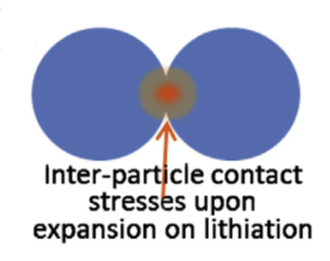 Inter-particle contact
stresses upon
expansion on lithiation